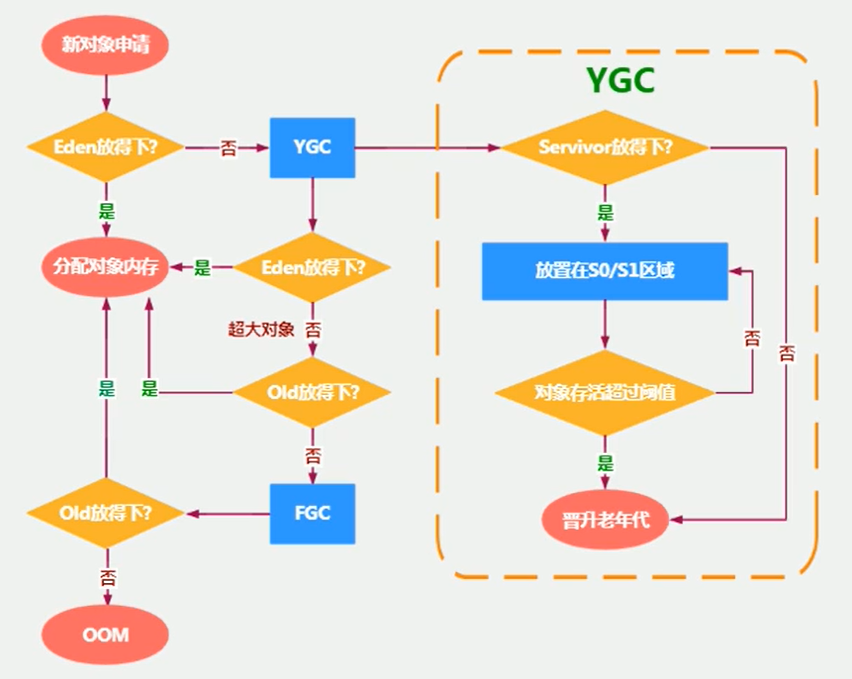 新对象申请
Eden放得下?
否
YGC
是
分配对象内存
是
Eden放得下?
超大对象
否
是
是
Old放得下?
否
Old放得下?
FGC
否
OOM
YGC
Servivor放得下?
是
放置在S0/S1区域
否
否
对象存活超过阈值
是
晋升老年代